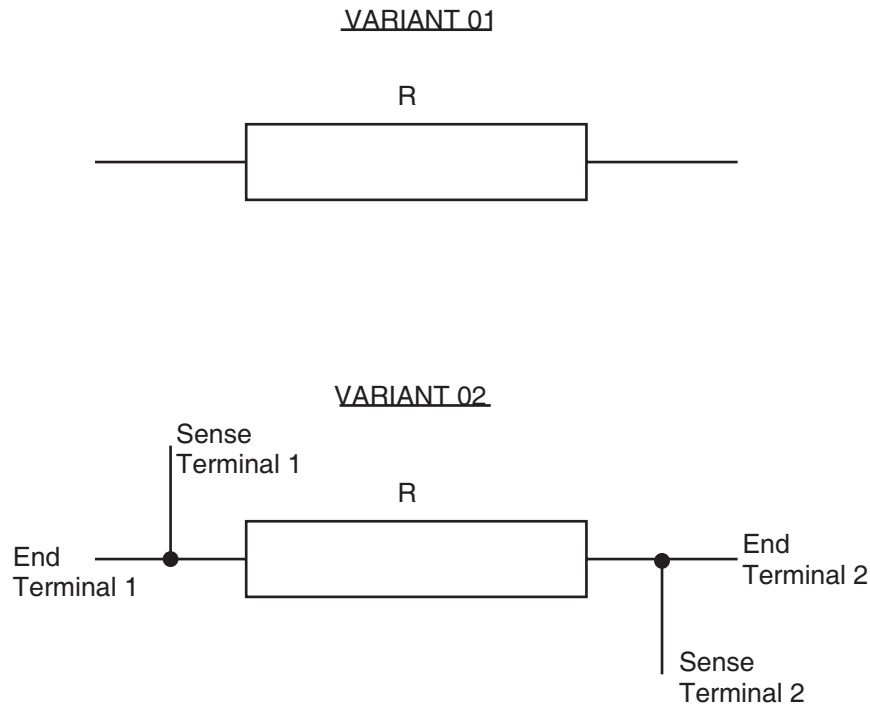 VARIANT 01
R
VARIANT 02
Sense
Terminal 1
R
End
Terminal 1
End
Terminal 2
Sense
Terminal 2